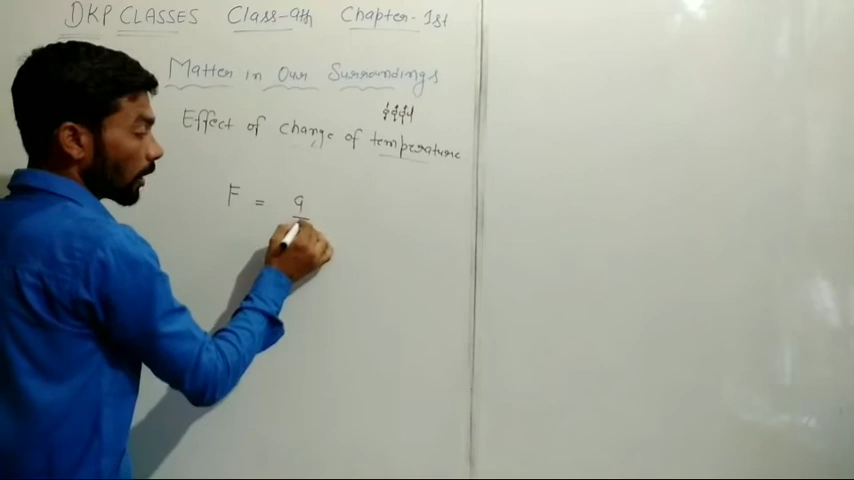 DKP CLASSES Class-9th Chapter-1st
Matter in Our Surroundings
Effect of change of temperature
F = 9